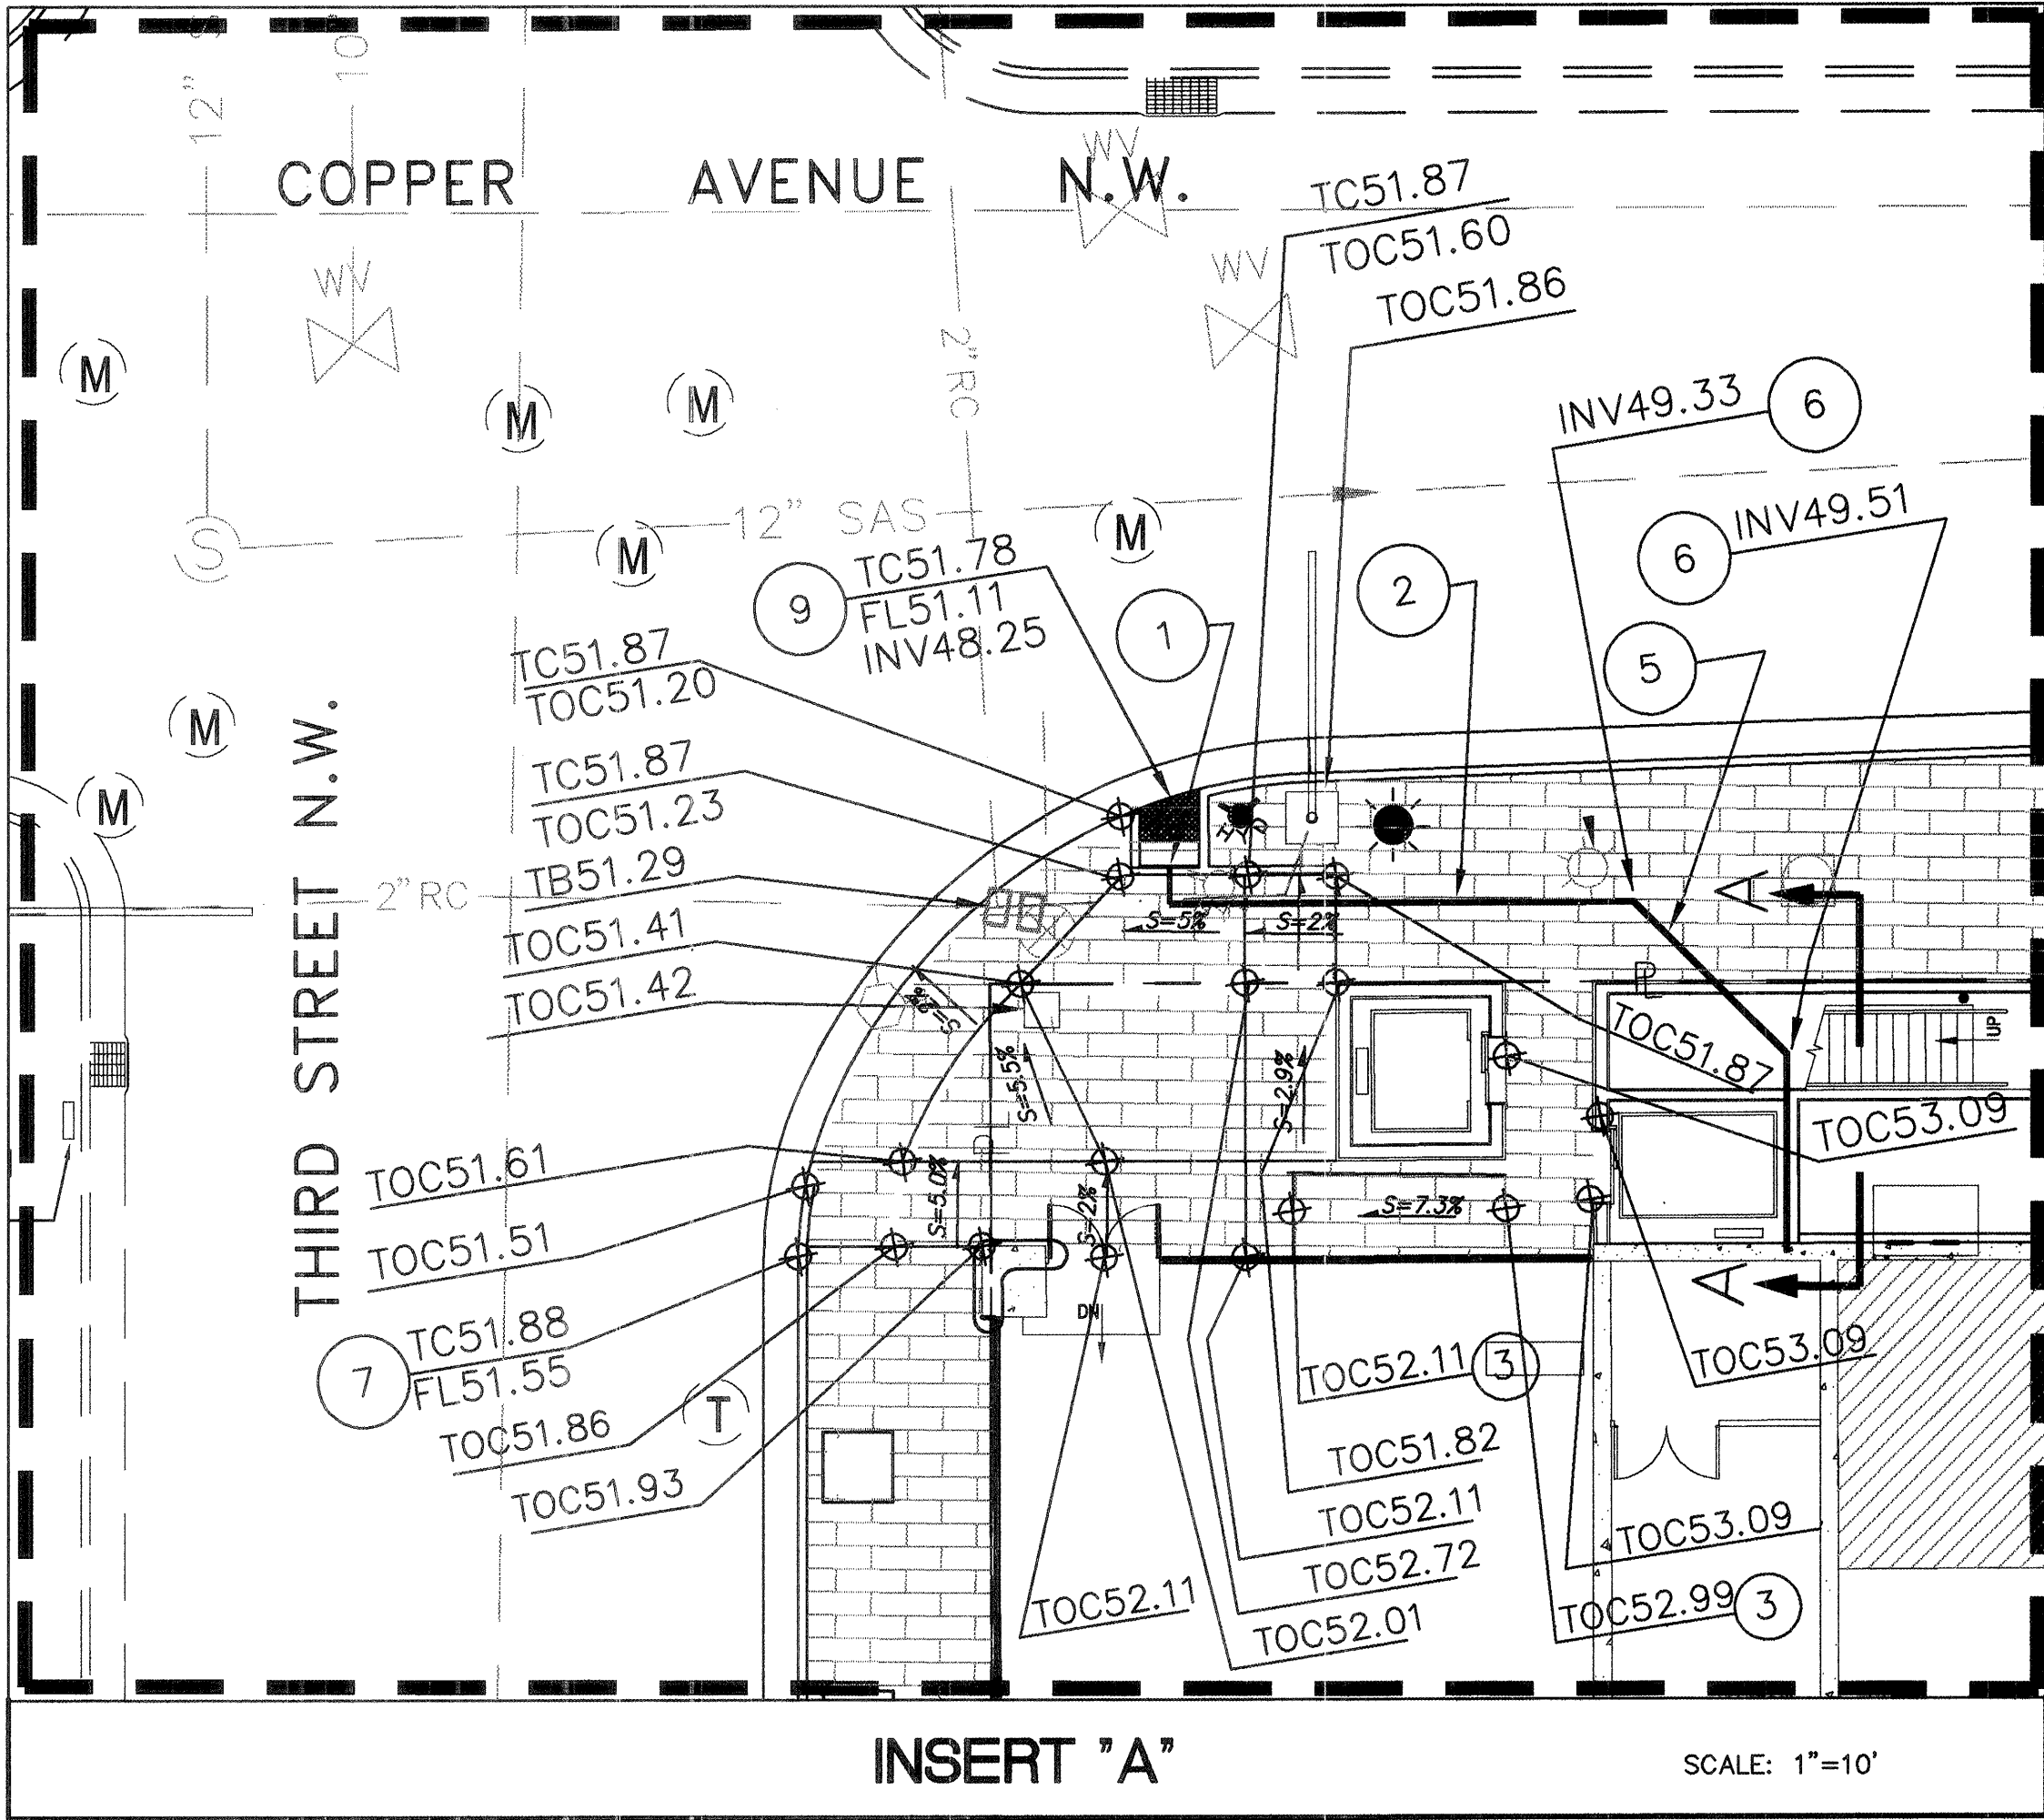 12" S
10"
COPPER AVENUE N.W.
WV
WV
WV
TC51.87
TOC51.60
TOC51.86
2" RC
M
M
M
INV49.33 6
6 INV49.51
S
12" SAS
M
M
9 TC51.78
FL51.11
INV48.25
1
2
5
TC51.87
TOC51.20
M
M
THIRD STREET N.W.
TC51.87
TOC51.23
TB51.29
2" RC
TOC51.41
TOC51.42
HYD
A
S=5%
S=2%
PL
S=5.5%
S=2.9%
UP
TOC51.87
TOC53.09
TOC51.61
TOC51.51
S=5.0%
S=2%
S=7.3%
DN
A
7 TC51.88
FL51.55
TOC51.86
TOC51.93
T
TOC52.11 3
TOC53.09
TOC51.82
TOC52.11
TOC52.72
TOC52.01
TOC52.11
TOC53.09
TOC52.99 3
INSERT "A"
SCALE: 1"=10'